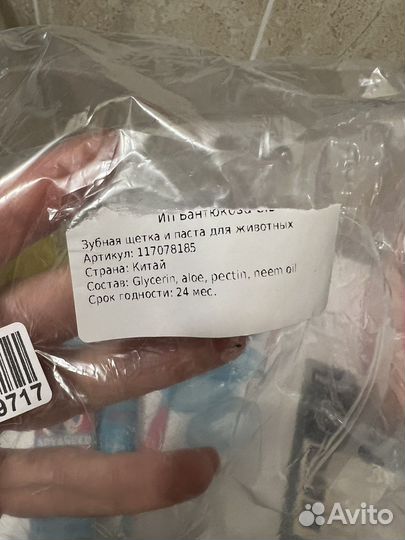 Зубная щетка и паста для животных
Артикул: 117078185
Страна: Китай
Состав: Glycerin, aloe, pectin, neem oil
Срок годности: 24 мес.
9717
ADVANCED
Avito